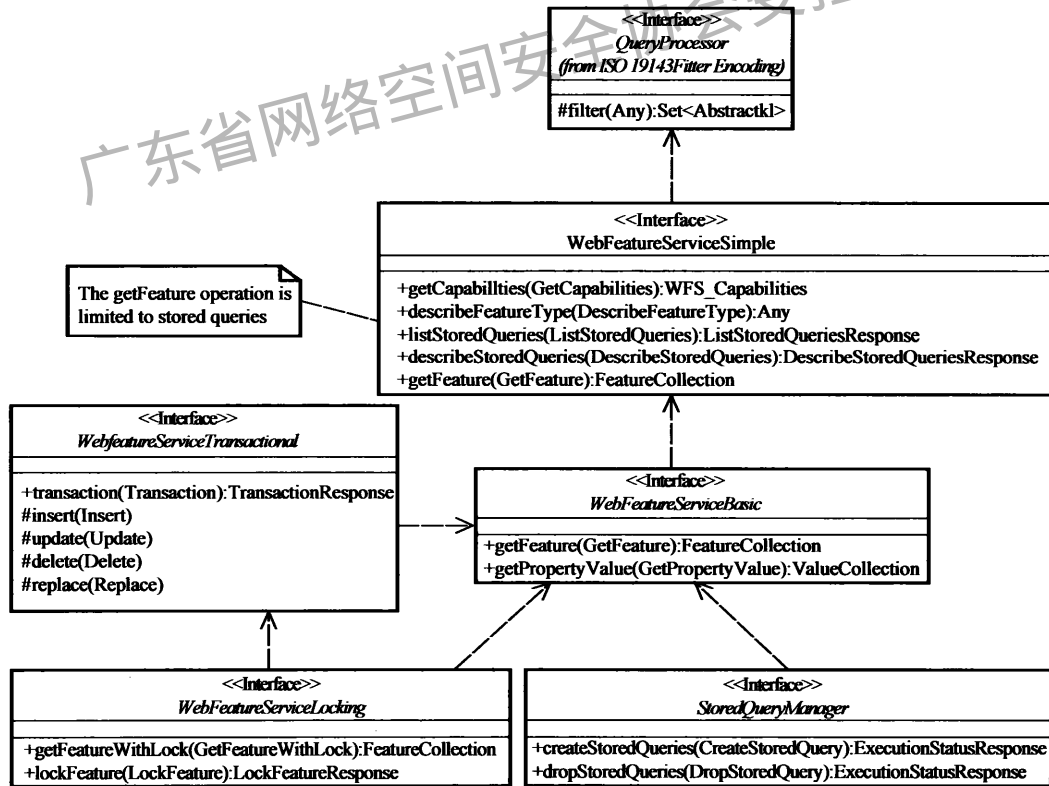 广东省网络空间安全协会受控
<<Interface>>
QueryProcessor
(from ISO 19143Fitter Encoding)
#filter(Any):Set<Abstractkl>
<<Interface>>
WebFeatureServiceSimple
+getCapabillties(GetCapabilities):WFS_Capabilities
+describeFeatureType(DescribeFeatureType):Any
+listStoredQueries(ListStoredQueries):ListStoredQueriesResponse
+describeStoredQueries(DescribeStoredQueries):DescribeStoredQueriesResponse
+getFeature(GetFeature):FeatureCollection
The getFeature operation is
limited to stored queries
<<Interface>>
WebfeatureServiceTransactional
+transaction(Transaction):TransactionResponse
#insert(Insert)
#update(Update)
#delete(Delete)
#replace(Replace)
<<Interface>>
WebFeatureServiceBasic
+getFeature(GetFeature):FeatureCollection
+getPropertyValue(GetPropertyValue):ValueCollection
<<Interface>>
WebFeatureServiceLocking
+getFeatureWithLock(GetFeatureWithLock):FeatureCollection
+lockFeature(LockFeature):LockFeatureResponse
<<Interface>>
StoredQueryManager
+createStoredQueries(CreateStoredQuery):ExecutionStatusResponse
+dropStoredQueries(DropStoredQuery):ExecutionStatusResponse